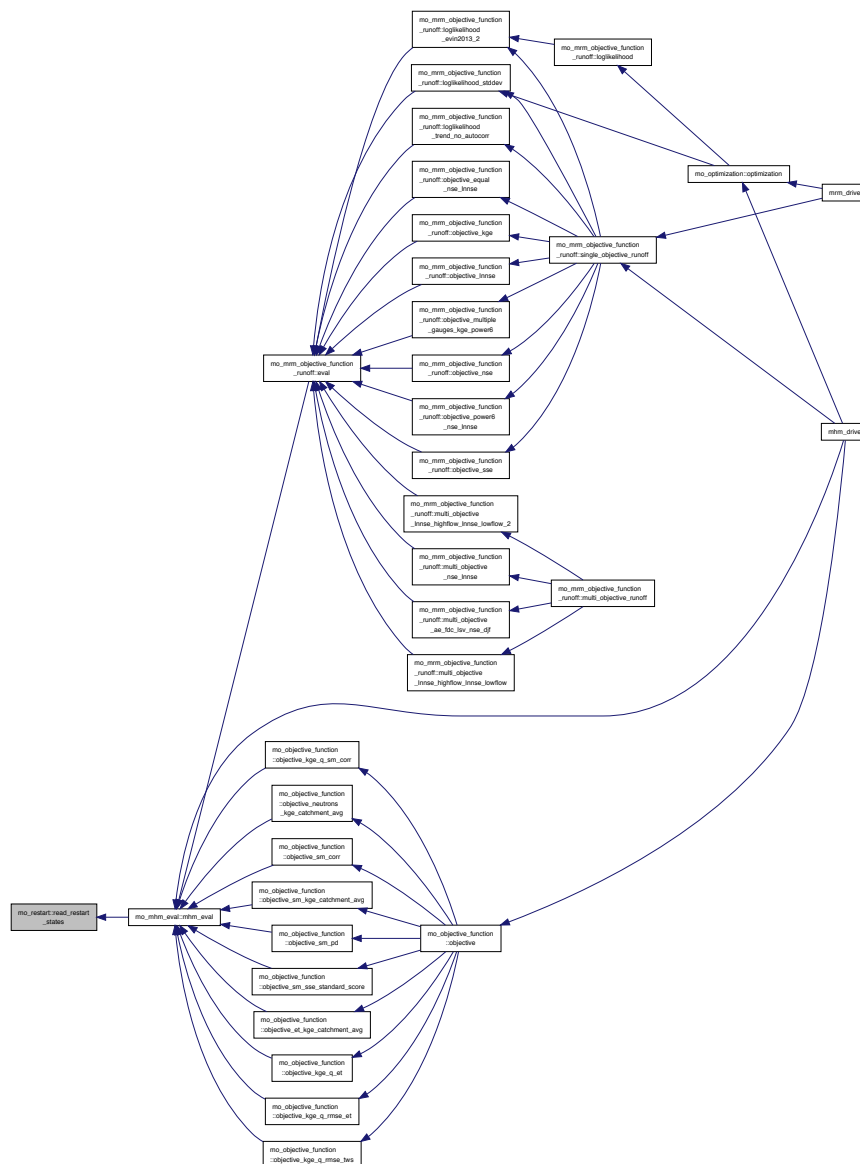 mo_mrm_objective_function
_runoff::loglikelihood
_evin2013_2
mo_mrm_objective_function
_runoff::loglikelihood
mo_mrm_objective_function
_runoff::loglikelihood_stddev
mo_mrm_objective_function
_runoff::loglikelihood
_trend_no_autocorr
mo_mrm_objective_function
_runoff::objective_equal
_nse_lnnse
mo_optimization::optimization
mrm_drive
mo_mrm_objective_function
_runoff::objective_kge
mo_mrm_objective_function
_runoff::single_objective_runoff
mo_mrm_objective_function
_runoff::objective_lnnse
mo_mrm_objective_function
_runoff::objective_multiple
_gauges_kge_power6
mo_mrm_objective_function
_runoff::eval
mo_mrm_objective_function
_runoff::objective_nse
mo_mrm_objective_function
_runoff::objective_power6
_nse_lnnse
mhm_drive
mo_mrm_objective_function
_runoff::objective_sse
mo_mrm_objective_function
_runoff::multi_objective
_lnnse_highflow_lnnse_lowflow_2
mo_mrm_objective_function
_runoff::multi_objective
_nse_lnnse
mo_mrm_objective_function
_runoff::multi_objective_runoff
mo_mrm_objective_function
_runoff::multi_objective
_ae_fdc_lsv_nse_djf
mo_mrm_objective_function
_runoff::multi_objective
_lnnse_highflow_lnnse_lowflow
mo_objective_function
::objective_kge_q_sm_corr
mo_objective_function
::objective_neutrons
_kge_catchment_avg
mo_objective_function
::objective_sm_corr
mo_objective_function
::objective_sm_kge_catchment_avg
mo_restart::read_restart
_states
mo_mhm_eval::mhm_eval
mo_objective_function
::objective_sm_pd
mo_objective_function
::objective
mo_objective_function
::objective_sm_sse_standard_score
mo_objective_function
::objective_et_kge_catchment_avg
mo_objective_function
::objective_kge_q_et
mo_objective_function
::objective_kge_q_rmse_et
mo_objective_function
::objective_kge_q_rmse_tws